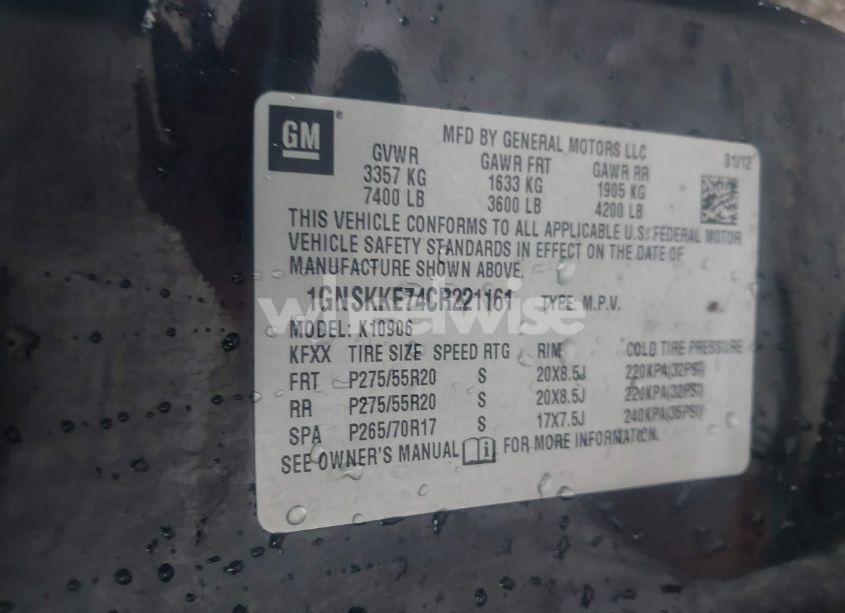 GM®
MFD BY GENERAL MOTORS LLC
01/12
GVWR GAWR FRT GAWR RR
3357 KG 1633 KG 1905 KG
7400 LB 3600 LB 4200 LB
THIS VEHICLE CONFORMS TO ALL APPLICABLE U.S. FEDERAL MOTOR
VEHICLE SAFETY STANDARDS IN EFFECT ON THE DATE OF
MANUFACTURE SHOWN ABOVE.
1GNSKKE74CR221161 TYPE: M.P.V.
wheelwise
MODEL: K10906
KFXX TIRE SIZE SPEED RTG RIM COLD TIRE PRESSURE
FRT P275/55R20 S 20X8.5J 220KPA(32PSI)
RR P275/55R20 S 20X8.5J 220KPA(32PSI)
SPA P265/70R17 S 17X7.5J 240KPA(35PSI)
SEE OWNER'S MANUAL i FOR MORE INFORMATION.